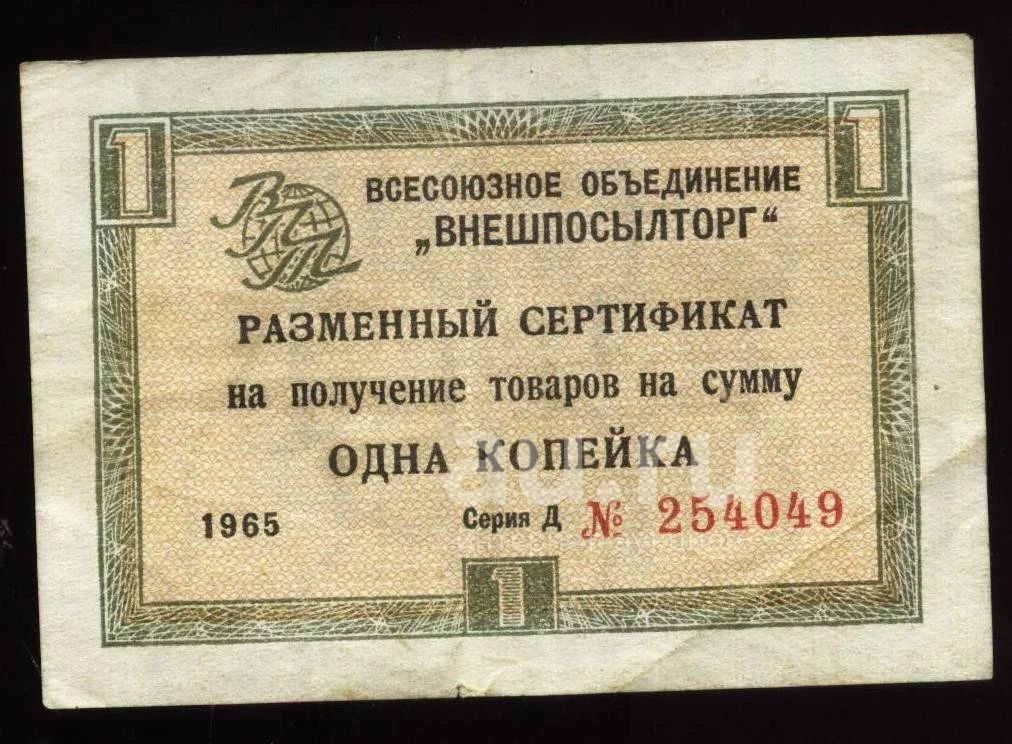 1 1
ВПТ
ВСЕСОЮЗНОЕ ОБЪЕДИНЕНИЕ
„ВНЕШПОСЫЛТОРГ“
РАЗМЕННЫЙ СЕРТИФИКАТ
на получение товаров на сумму
ОДНА КОПЕЙКА
1965 Серия Д № 254049
1